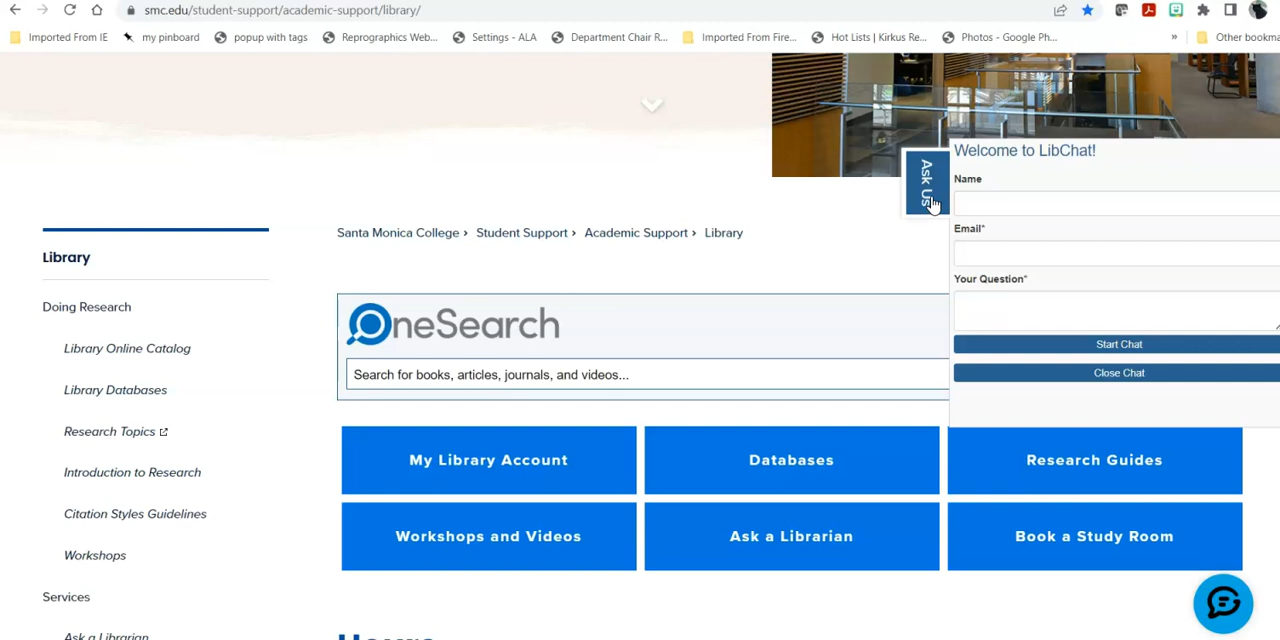 smc.edu/student-support/academic-support/library/
Imported From IE
my pinboard
popup with tags
Reprographics Web...
Settings - ALA
Department Chair R...
Imported From Fire...
Hot Lists | Kirkus Re...
Photos - Google Ph...
»
Other bookma
Welcome to LibChat!
Ask Us
Name
Email*
Your Question*
Start Chat
Close Chat
Santa Monica College › Student Support › Academic Support › Library
Library
Doing Research
Library Online Catalog
Library Databases
Research Topics
Introduction to Research
Citation Styles Guidelines
Workshops
Services
Ask a Librarian
OneSearch
Search for books, articles, journals, and videos...
My Library Account
Databases
Research Guides
Workshops and Videos
Ask a Librarian
Book a Study Room
Hours